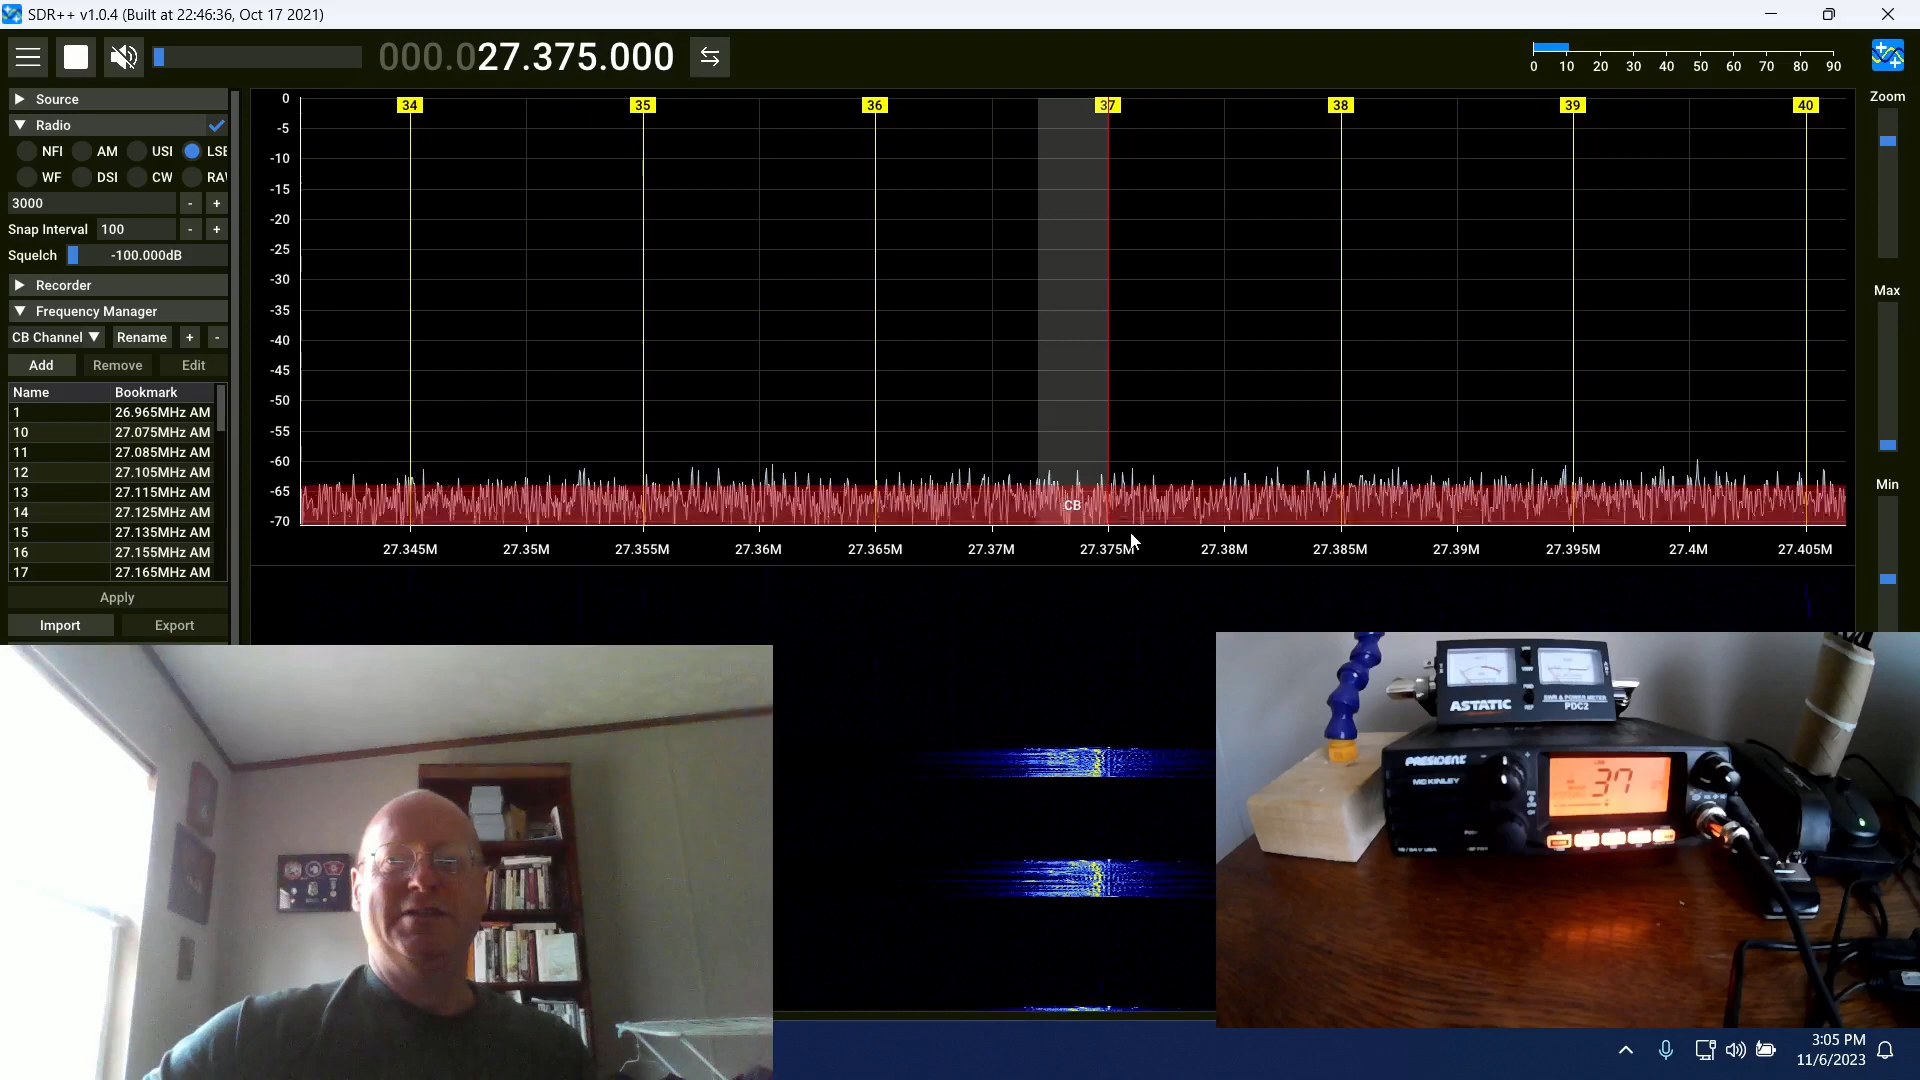 SDR++ v1.0.4 (Built at 22:46:36, Oct 17 2021)
000.027.375.000
0 10 20 30 40 50 60 70 80 90
Source
Radio
NFI AM USI LSE
WF DSI CW RA
3000 - +
Snap Interval 100 - +
Squelch -100.000dB
Recorder
Frequency Manager
CB Channel Rename + -
Add Remove Edit
Name Bookmark
1 26.965MHz AM
10 27.075MHz AM
11 27.085MHz AM
12 27.105MHz AM
13 27.115MHz AM
14 27.125MHz AM
15 27.135MHz AM
16 27.155MHz AM
17 27.165MHz AM
Apply
Import Export
34 35 36 37 38 39 40
0
-5
-10
-15
-20
-25
-30
-35
-40
-45
-50
-55
-60
-65
-70
CB
27.345M 27.35M 27.355M 27.36M 27.365M 27.37M 27.375M 27.38M 27.385M 27.39M 27.395M 27.4M 27.405M
Zoom
Max
Min
ASTATIC
SWR & POWER METER
PDC2
PRESIDENT
MCKINLEY
37
3:05 PM
11/6/2023